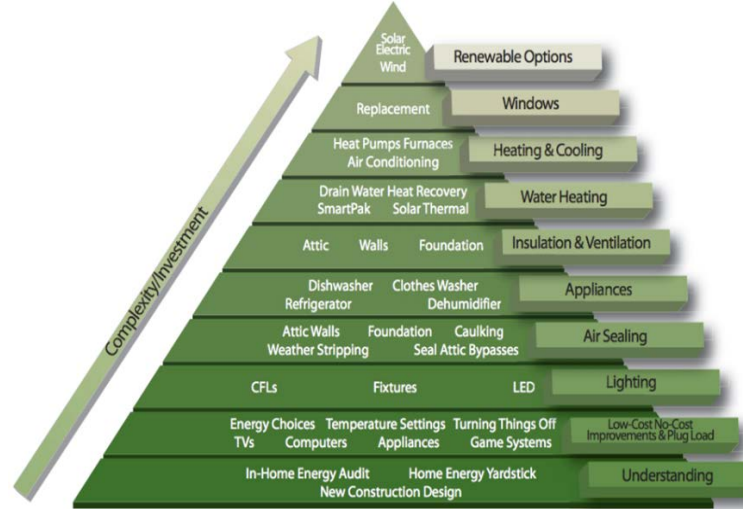 Solar
Electric
Wind
Renewable Options
Replacement
Windows
Heat Pumps Furnaces
Air Conditioning
Heating & Cooling
Drain Water Heat Recovery
SmartPak Solar Thermal
Water Heating
Attic Walls Foundation
Insulation & Ventilation
Dishwasher Clothes Washer
Refrigerator Dehumidifier
Appliances
Attic Walls Foundation Caulking
Weather Stripping Seal Attic Bypasses
Air Sealing
CFLs Fixtures LED
Lighting
Energy Choices Temperature Settings Turning Things Off
TVs Computers Appliances Game Systems
Low-Cost No-Cost
Improvements & Plug Load
In-Home Energy Audit Home Energy Yardstick
New Construction Design
Understanding
Complexity/Investment